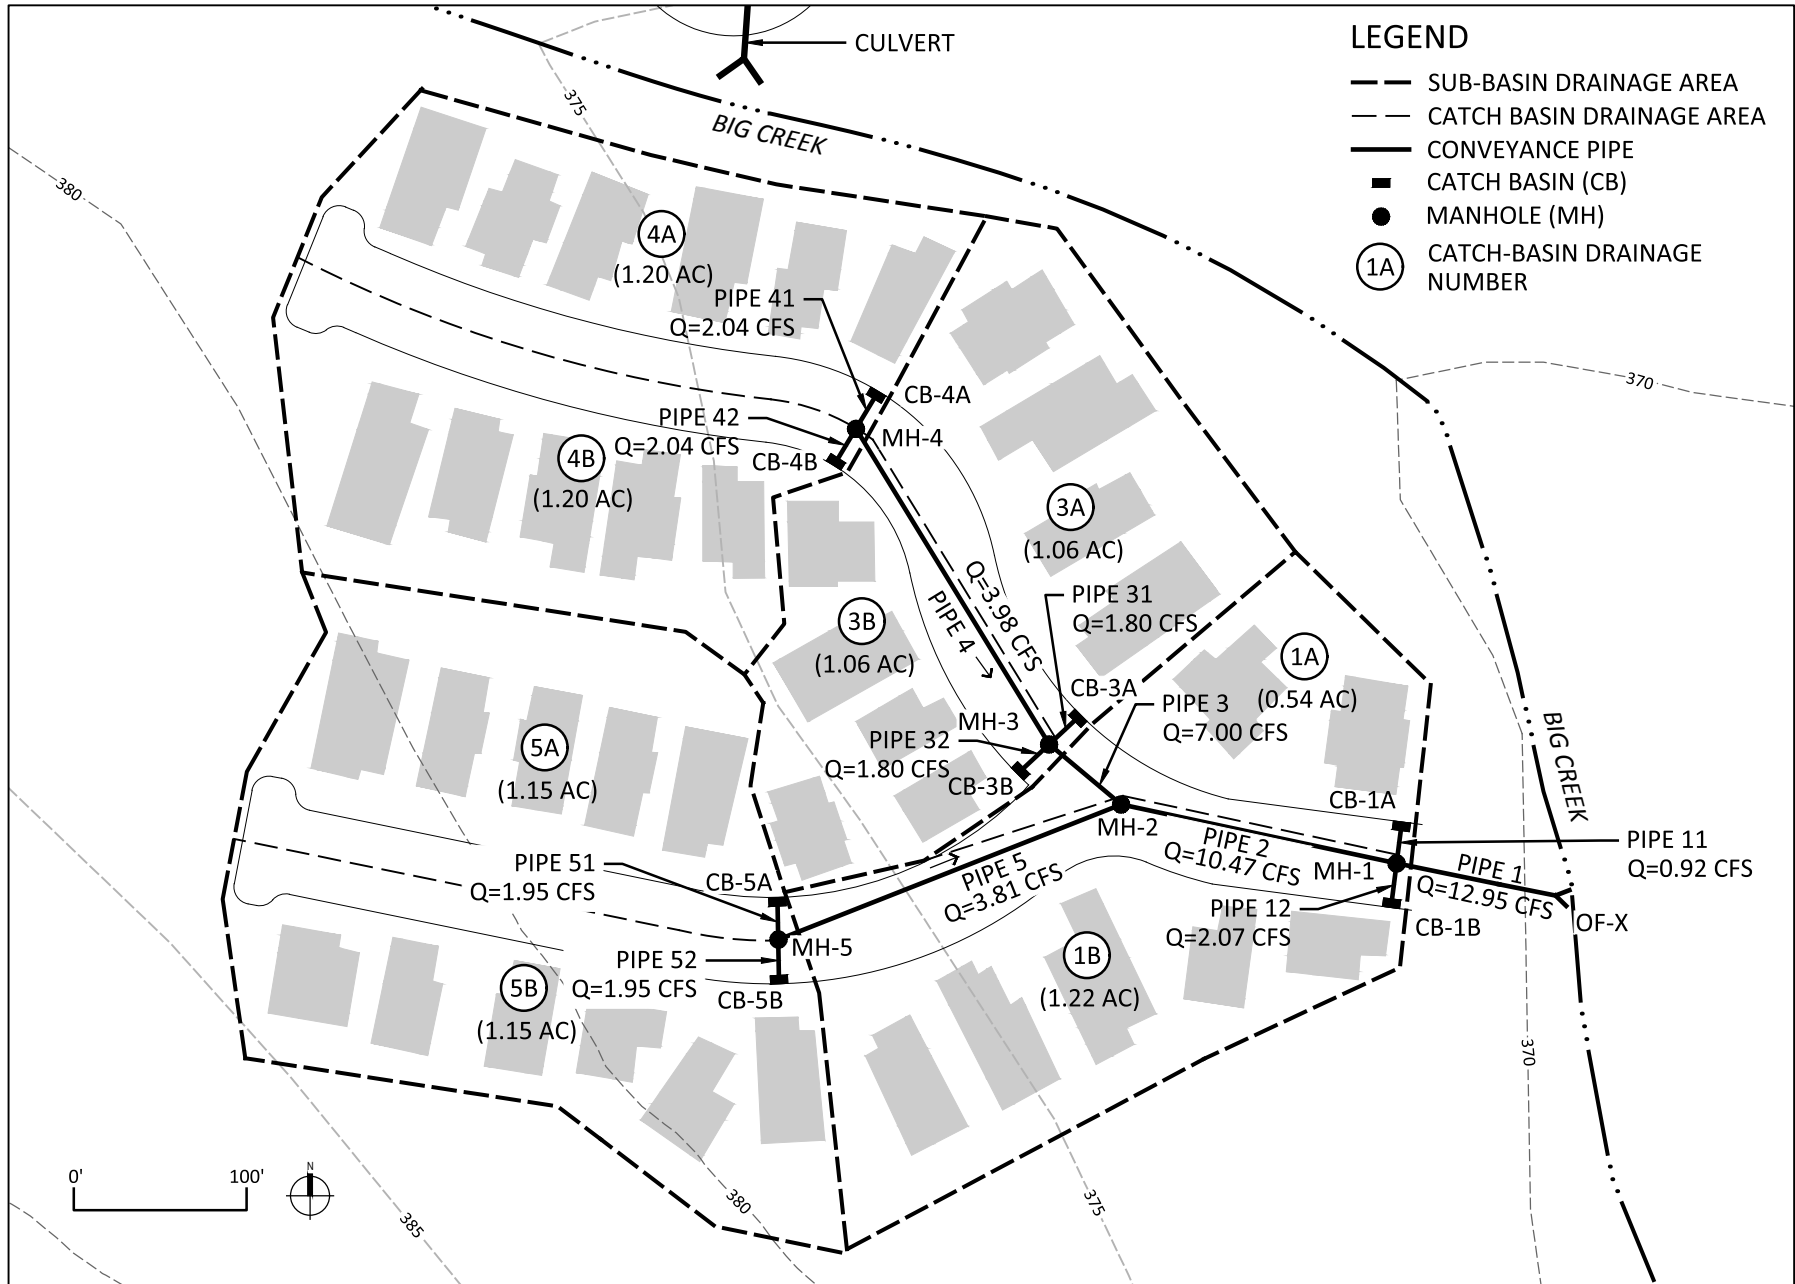 CULVERT
LEGEND
SUB-BASIN DRAINAGE AREA
CATCH BASIN DRAINAGE AREA
CONVEYANCE PIPE
CATCH BASIN (CB)
MANHOLE (MH)
1A
CATCH-BASIN DRAINAGE
NUMBER
375
BIG CREEK
380
4A
(1.20 AC)
PIPE 41
Q=2.04 CFS
370
CB-4A
PIPE 42
Q=2.04 CFS
MH-4
CB-4B
4B
(1.20 AC)
3A
(1.06 AC)
Q=3.98 CFS
PIPE 4
PIPE 31
Q=1.80 CFS
3B
(1.06 AC)
1A
(0.54 AC)
CB-3A
PIPE 3
Q=7.00 CFS
MH-3
PIPE 32
Q=1.80 CFS
CB-3B
BIG CREEK
5A
(1.15 AC)
CB-1A
MH-2
PIPE 2
Q=10.47 CFS
PIPE 11
Q=0.92 CFS
MH-1
PIPE 1
Q=12.95 CFS
PIPE 51
Q=1.95 CFS
CB-5A
PIPE 5
Q=3.81 CFS
PIPE 12
Q=2.07 CFS
CB-1B
OF-X
MH-5
PIPE 52
Q=1.95 CFS
CB-5B
1B
(1.22 AC)
5B
(1.15 AC)
370
0'
100'
N
385
380
375